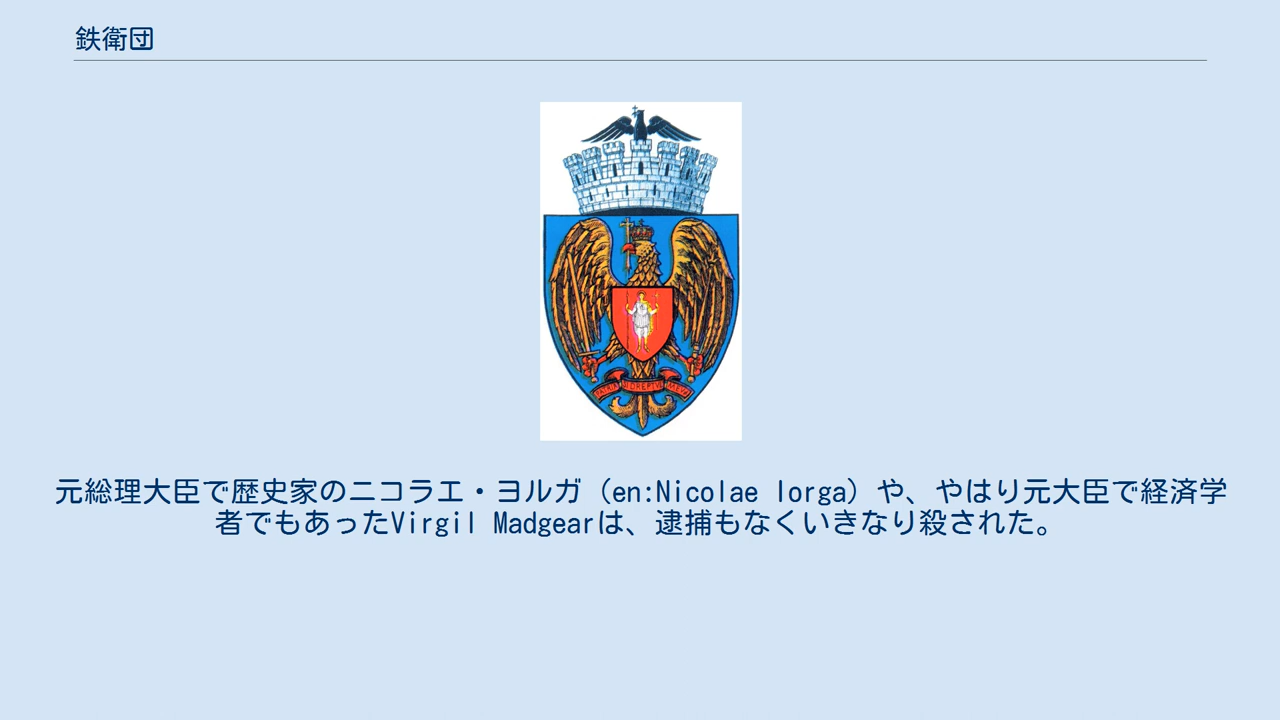 鉄衛団
元総理大臣で歴史家のニコラエ・ヨルガ（en:Nicolae Iorga）や、やはり元大臣で経済学
者でもあったVirgil Madgearは、逮捕もなくいきなり殺された。